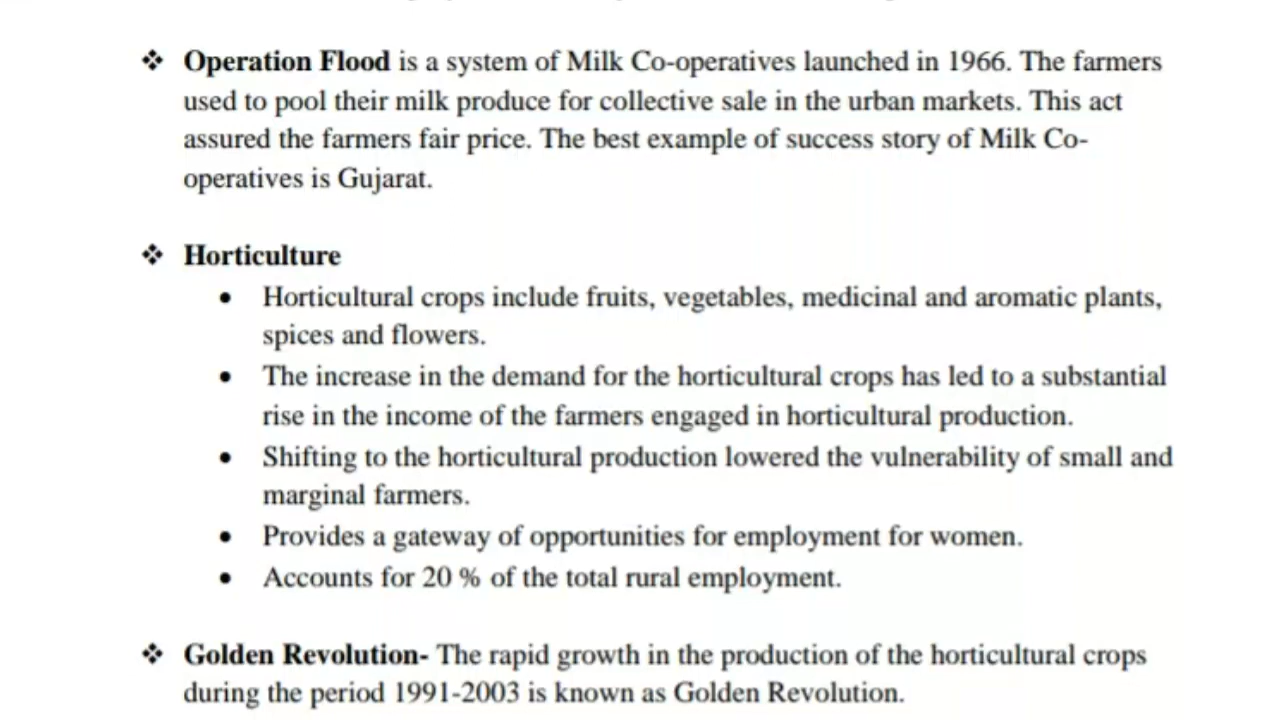 ❖ Operation Flood is a system of Milk Co-operatives launched in 1966. The farmers
used to pool their milk produce for collective sale in the urban markets. This act
assured the farmers fair price. The best example of success story of Milk Co-
operatives is Gujarat.
❖ Horticulture
• Horticultural crops include fruits, vegetables, medicinal and aromatic plants,
spices and flowers.
• The increase in the demand for the horticultural crops has led to a substantial
rise in the income of the farmers engaged in horticultural production.
• Shifting to the horticultural production lowered the vulnerability of small and
marginal farmers.
• Provides a gateway of opportunities for employment for women.
• Accounts for 20 % of the total rural employment.
❖ Golden Revolution- The rapid growth in the production of the horticultural crops
during the period 1991-2003 is known as Golden Revolution.